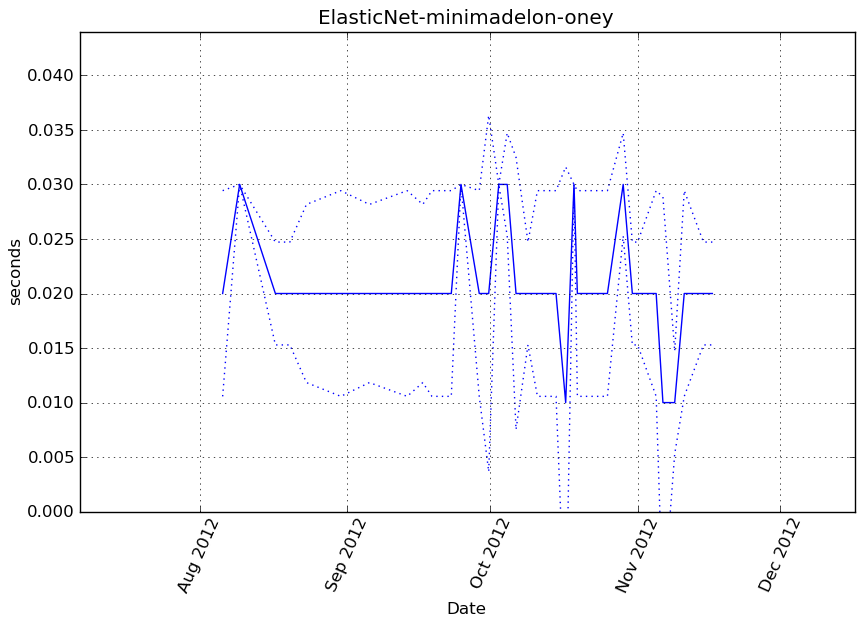 ElasticNet-minimadelon-oney
0.040
0.035
0.030
0.025
0.020
0.015
0.010
0.005
0.000
seconds
Aug 2012
Sep 2012
Oct 2012
Nov 2012
Dec 2012
Date